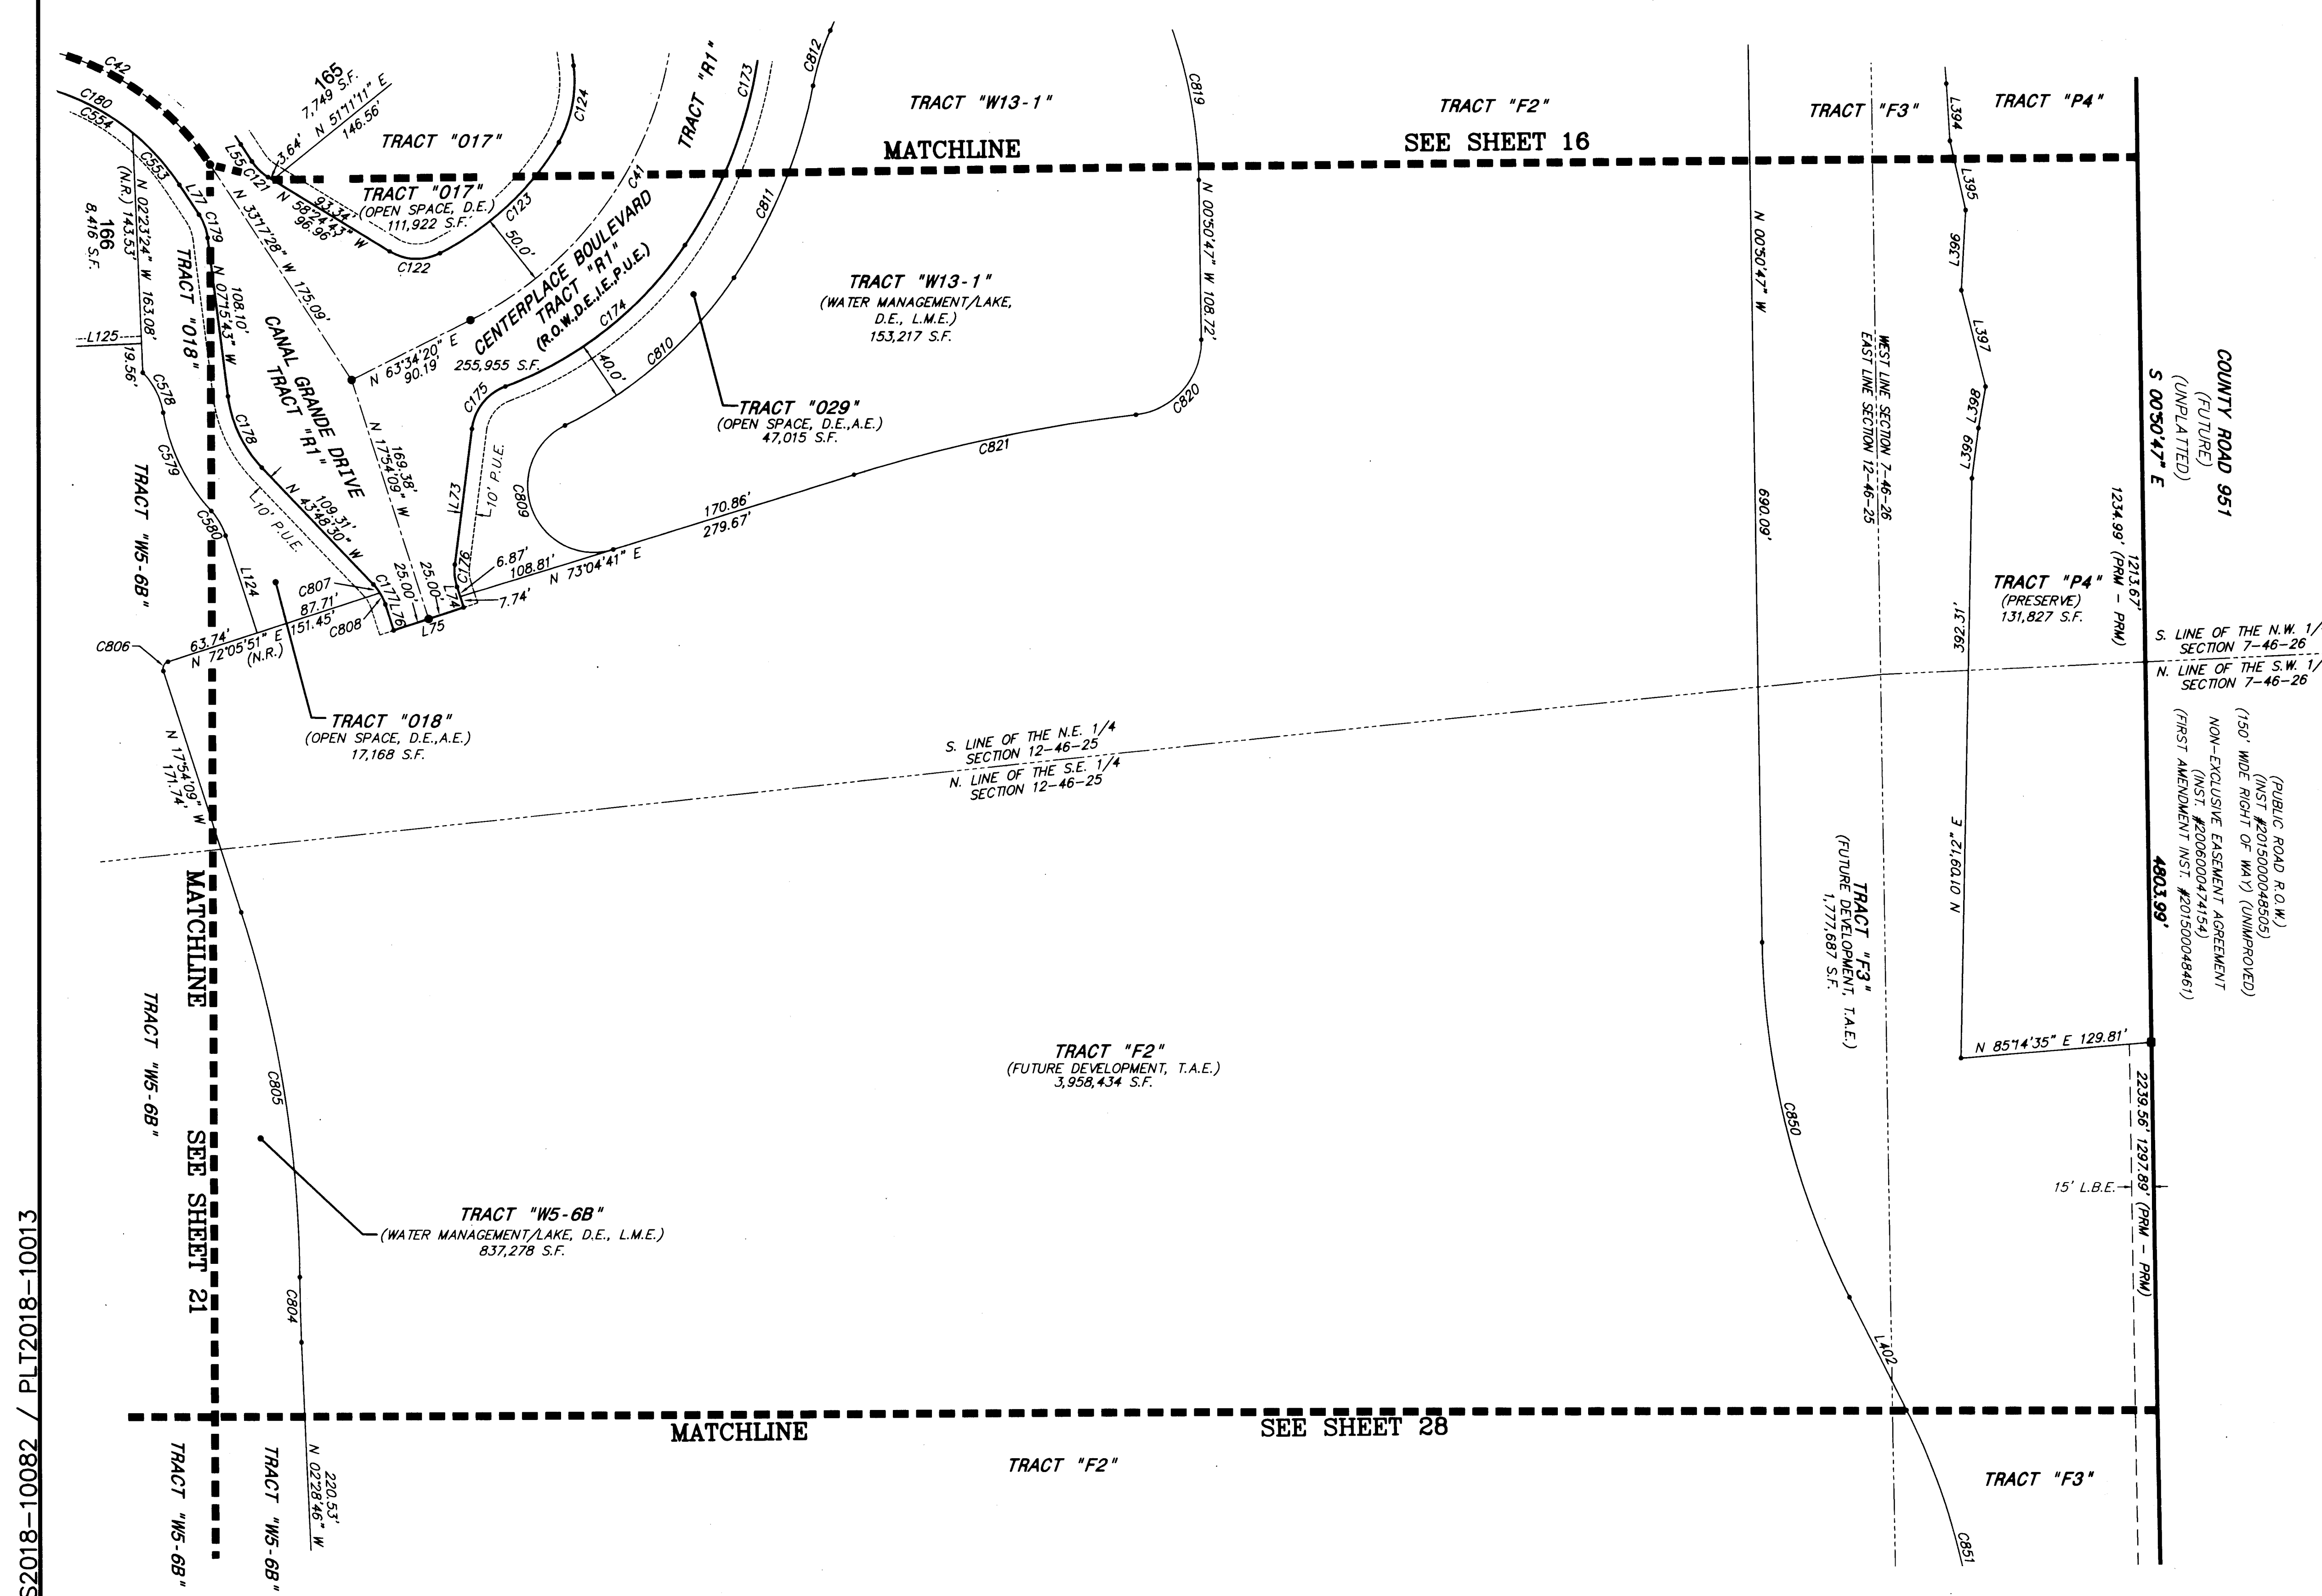 C42
C180
C554
165
7,749 S.F.
N 51°11'11" E
146.56'
3.64'
L55
C121
TRACT "O17"
C124
TRACT "R1"
C173
C812
TRACT "W13-1"
C819
TRACT "F2"
TRACT "F3"
L394
TRACT "P4"
MATCHLINE
SEE SHEET 16
C553
L77
C179
N 02°23'24" W 163.08'
(N.R.) 143.53'
166
8,416 S.F.
L125
19.56'
TRACT "O18"
N 33°17'28" W 175.09'
93.34'
N 58°24'43" W
96.96'
TRACT "O17"
(OPEN SPACE, D.E.)
111,922 S.F.
C122
C123
50.0'
C41
CENTERPLACE BOULEVARD
TRACT "R1"
(R.O.W.,D.E.,I.E.,P.U.E.)
255,955 S.F.
N 63°34'20" E
90.19'
C174
C175
40.0'
C810
C811
TRACT "W13-1"
(WATER MANAGEMENT/LAKE,
D.E., L.M.E.)
153,217 S.F.
N 00°50'47" W 108.72'
C820
C821
TRACT "O29"
(OPEN SPACE, D.E.,A.E.)
47,015 S.F.
108.10'
N 07°15'43" W
CANAL GRANDE DRIVE
TRACT "R1"
C178
C578
C579
C580
TRACT "W5-6B"
10' P.U.E.
109.31'
N 43°48'30" W
169.38'
N 17°54'09" W
L73
10' P.U.E.
C809
170.86'
279.67'
6.87'
108.81'
N 73°04'41" E
C176
L74
7.74'
25.00'
25.00'
L75
L76
C177
C807
C808
L124
87.71'
63.74'
N 72°05'51" E 151.45'
(N.R.)
C806
TRACT "O18"
(OPEN SPACE, D.E.,A.E.)
17,168 S.F.
N 17°54'09" W
171.74'
N 00°50'47" W
690.09'
WEST LINE SECTION 7-46-26
EAST LINE SECTION 12-46-25
L395
L396
L397
L398
L399
392.31'
N 01°09'21" E
TRACT "P4"
(PRESERVE)
131,827 S.F.
1213.67'
1234.99' (PRM - PRM)
COUNTY ROAD 951
(FUTURE)
(UNPLATTED)
S 00°50'47" E
4803.99'
S. LINE OF THE N.W. 1/
SECTION 7-46-26
N. LINE OF THE S.W. 1/
SECTION 7-46-26
(PUBLIC ROAD R.O.W.)
(INST #2015000048505)
(150' WIDE RIGHT OF WAY) (UNIMPROVED)
NON-EXCLUSIVE EASEMENT AGREEMENT
(INST. #2006000474154)
(FIRST AMENDMENT INST. #2015000048461)
S. LINE OF THE N.E. 1/4
SECTION 12-46-25
N. LINE OF THE S.E. 1/4
SECTION 12-46-25
TRACT "F3"
(FUTURE DEVELOPMENT, T.A.E.)
1,777,687 S.F.
N 85°14'35" E 129.81'
2239.56' 1297.89' (PRM - PRM)
15' L.B.E.
MATCHLINE
SEE SHEET 21
TRACT "W5-6B"
C805
TRACT "F2"
(FUTURE DEVELOPMENT, T.A.E.)
3,958,434 S.F.
C850
TRACT "W5-6B"
(WATER MANAGEMENT/LAKE, D.E., L.M.E.)
837,278 S.F.
C804
L402
MATCHLINE
SEE SHEET 28
TRACT "W5-6B"
TRACT "W5-6B"
220.53'
N 02°28'46" W
TRACT "F2"
TRACT "F3"
C851
S2018-10082 / PLT2018-10013